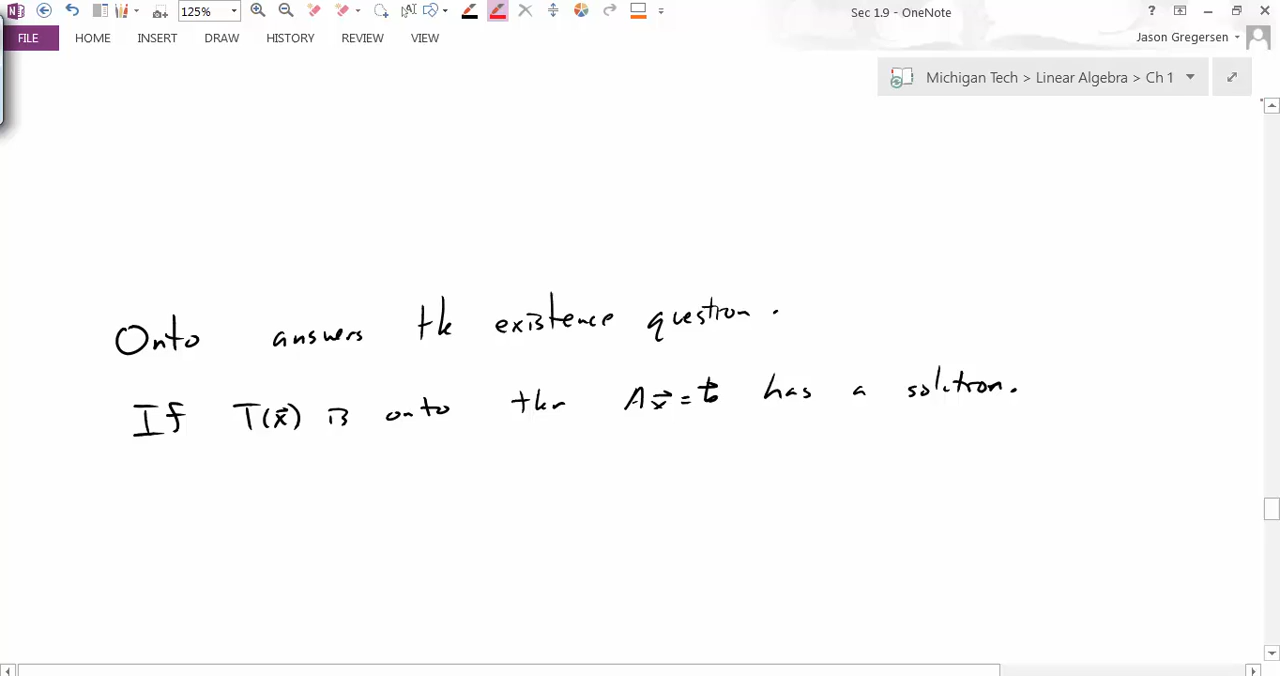 125%
Sec 1.9 - OneNote
?
FILE HOME INSERT DRAW HISTORY REVIEW VIEW
Jason Gregersen
Michigan Tech > Linear Algebra > Ch 1
Onto answers the existence question.
If T(x⃗) is onto then Ax⃗ = b⃗ has a solution.